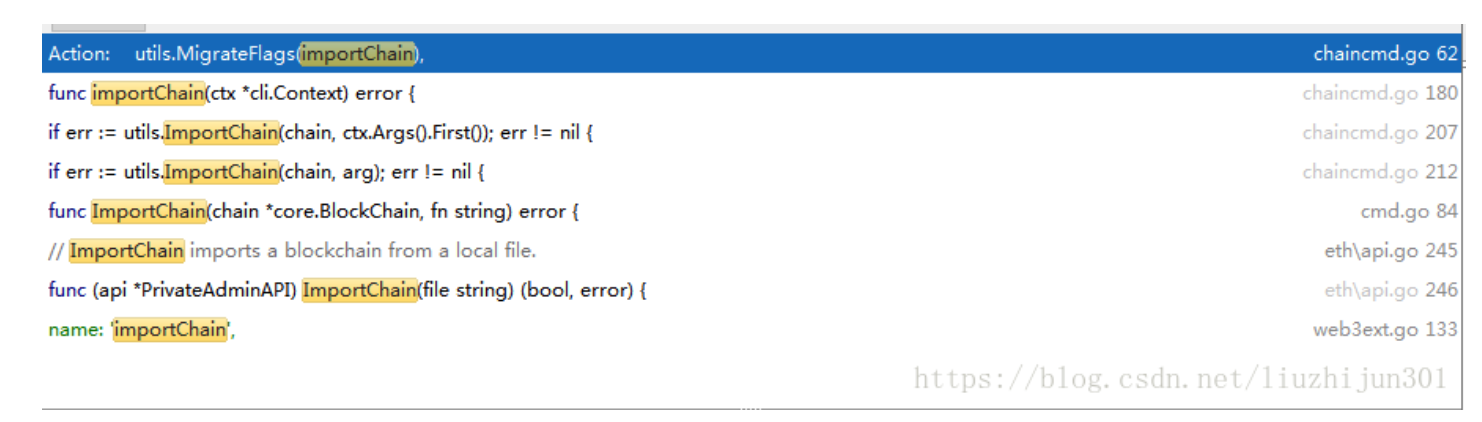 Action: utils.MigrateFlags(importChain), chaincmd.go 62
func importChain(ctx *cli.Context) error { chaincmd.go 180
if err := utils.ImportChain(chain, ctx.Args().First()); err != nil { chaincmd.go 207
if err := utils.ImportChain(chain, arg); err != nil { chaincmd.go 212
func ImportChain(chain *core.BlockChain, fn string) error { cmd.go 84
// ImportChain imports a blockchain from a local file. eth\api.go 245
func (api *PrivateAdminAPI) ImportChain(file string) (bool, error) { eth\api.go 246
name: 'importChain', web3ext.go 133
https://blog.csdn.net/liuzhijun301